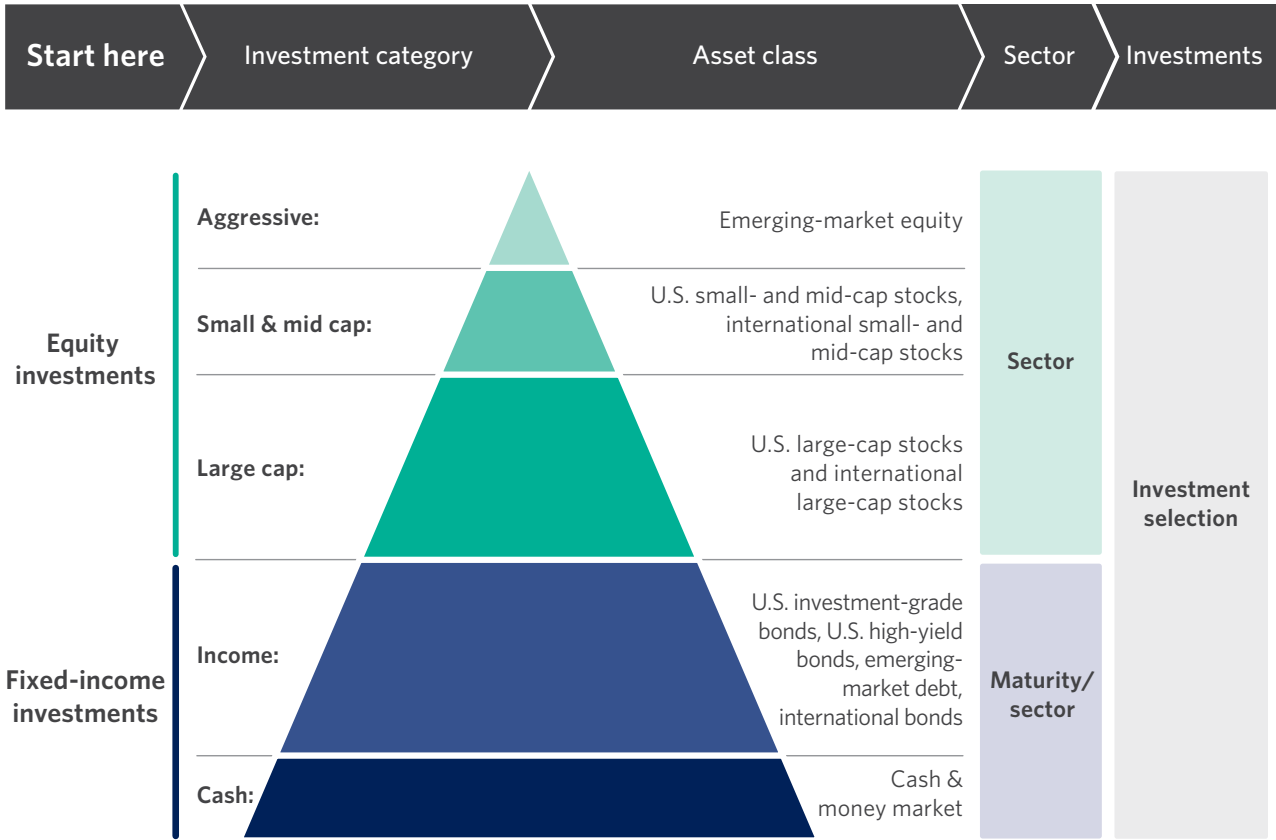 Start here
Investment category
Asset class
Sector
Investments
Equity
investments
Aggressive:
Emerging-market equity
Small & mid cap:
U.S. small- and mid-cap stocks,
international small- and
mid-cap stocks
Large cap:
U.S. large-cap stocks
and international
large-cap stocks
Sector
Fixed-income
investments
Income:
U.S. investment-grade
bonds, U.S. high-yield
bonds, emerging-
market debt,
international bonds
Cash:
Cash &
money market
Maturity/
sector
Investment
selection